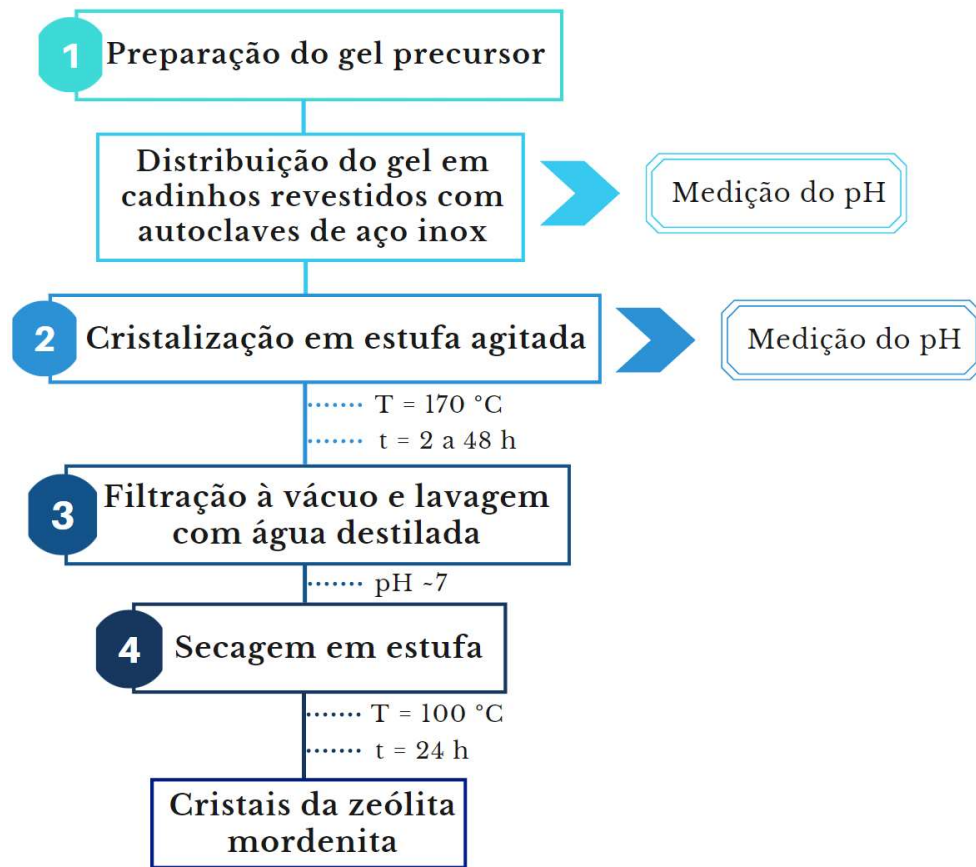 1
Preparação do gel precursor
Distribuição do gel em
cadinhos revestidos com
autoclaves de aço inox
Medição do pH
2
Cristalização em estufa agitada
Medição do pH
T = 170 °C
t = 2 a 48 h
3
Filtração à vácuo e lavagem
com água destilada
pH ~7
4
Secagem em estufa
T = 100 °C
t = 24 h
Cristais da zeólita
mordenita